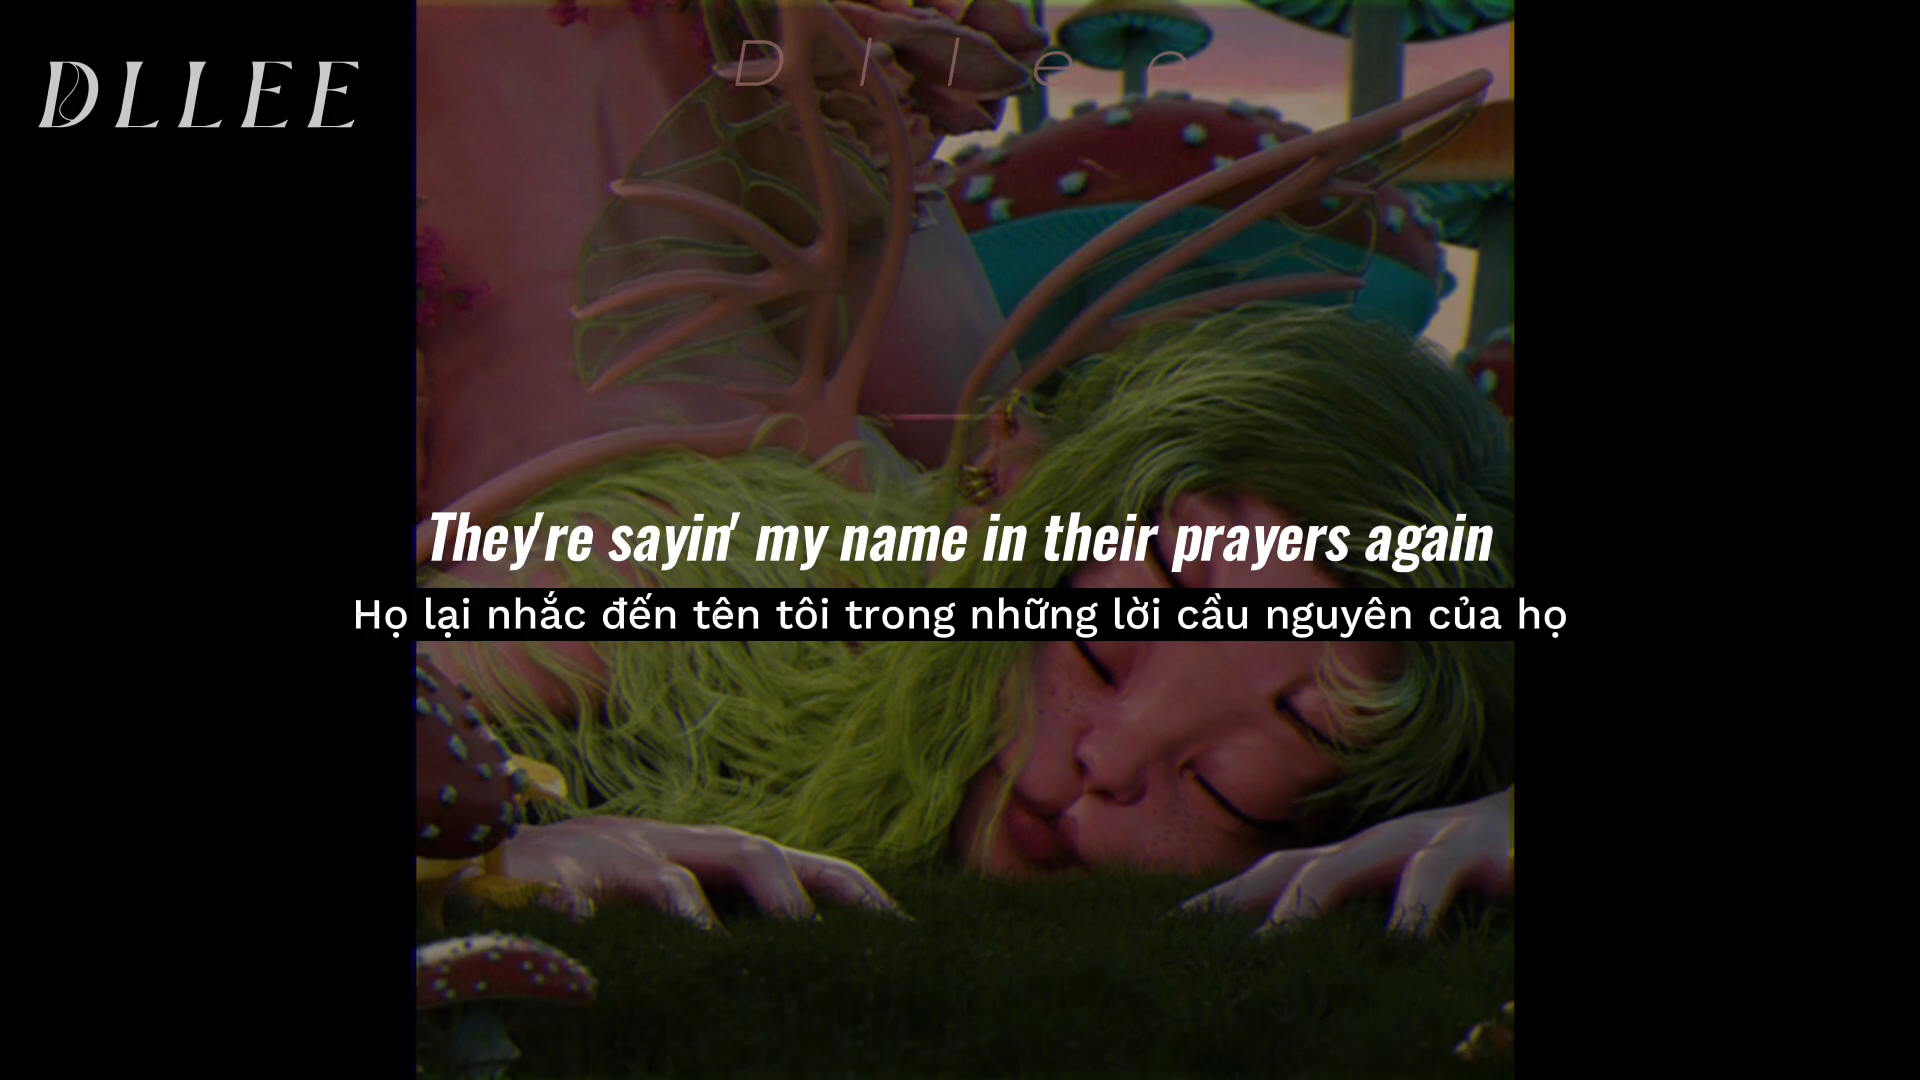 DLLEE
Dllee
They're sayin' my name in their prayers again
Họ lại nhắc đến tên tôi trong những lời cầu nguyên của họ